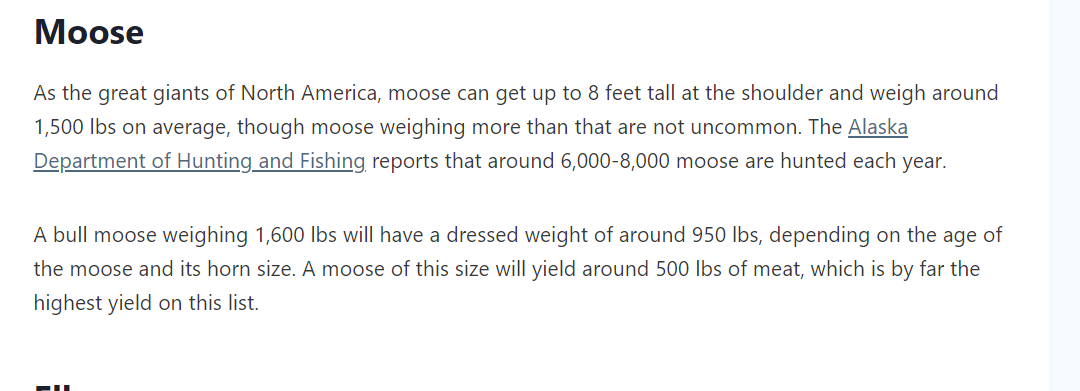 Moose
As the great giants of North America, moose can get up to 8 feet tall at the shoulder and weigh around
1,500 lbs on average, though moose weighing more than that are not uncommon. The Alaska
Department of Hunting and Fishing reports that around 6,000-8,000 moose are hunted each year.
A bull moose weighing 1,600 lbs will have a dressed weight of around 950 lbs, depending on the age of
the moose and its horn size. A moose of this size will yield around 500 lbs of meat, which is by far the
highest yield on this list.